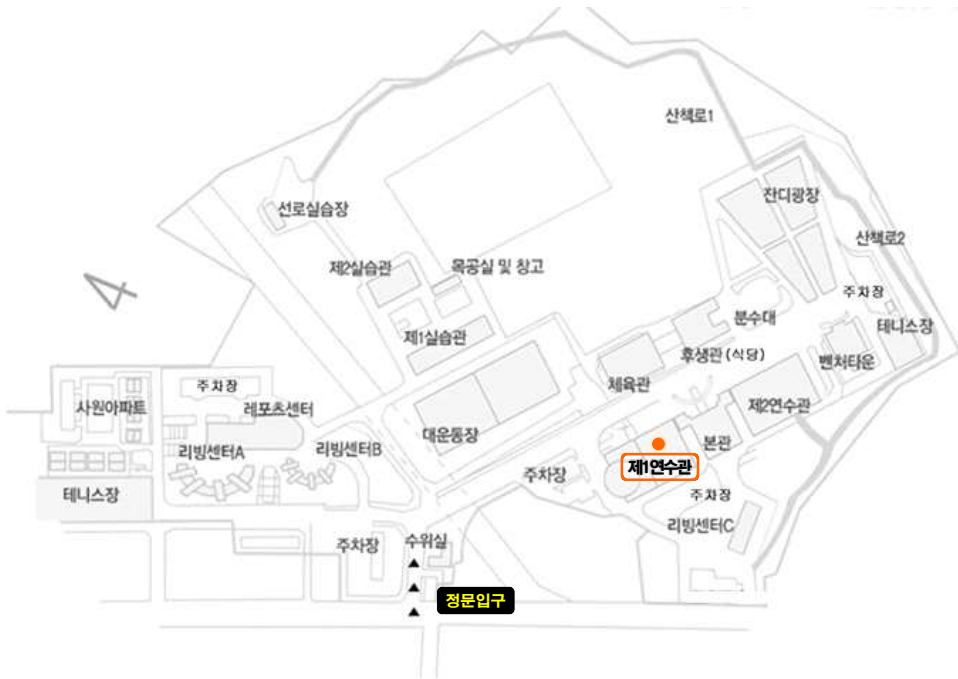 산책로1
잔디광장
선로실습장
산책로2
제2실습관
목공실 및 창고
주차장
분수대
테니스장
제1실습관
후생관 (식당)
벤처타운
체육관
주차장
사원아파트
레포츠센터
제2연수관
대운동장
본관
리빙센터A
리빙센터B
제1연수관
주차장
테니스장
주차장
리빙센터C
주차장
수위실
정문입구